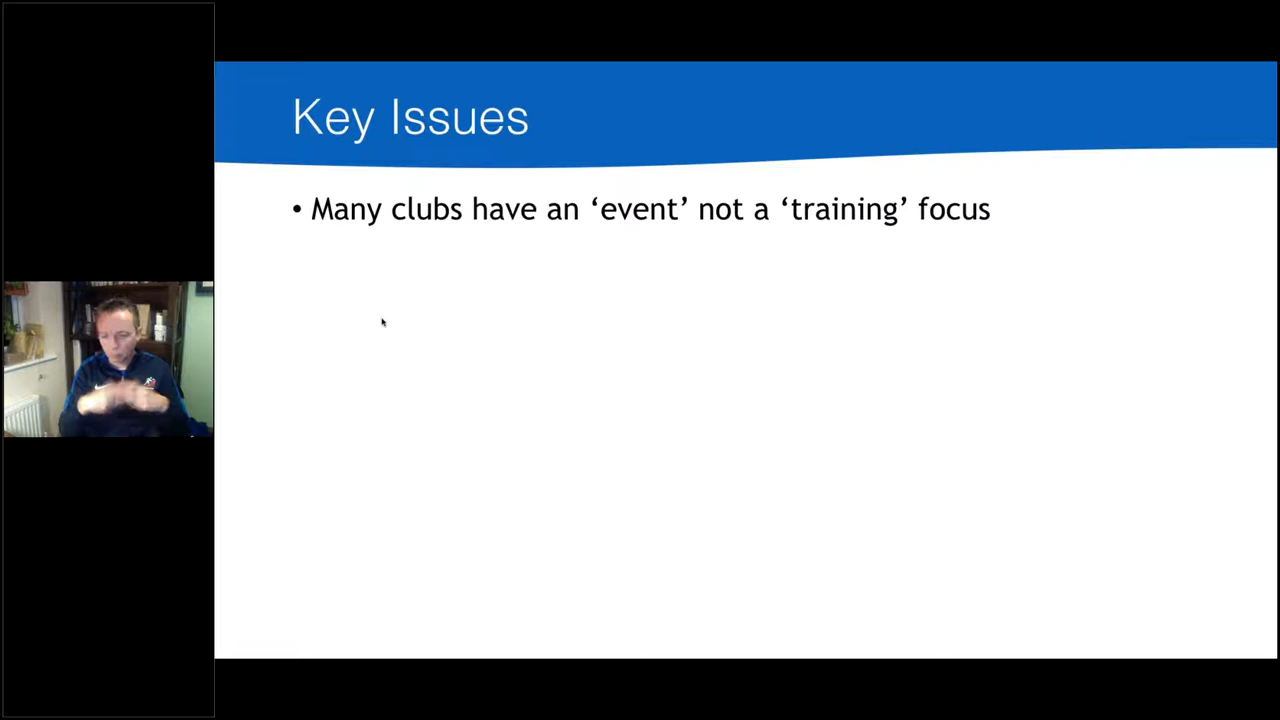 Key Issues
• Many clubs have an ‘event’ not a ‘training’ focus